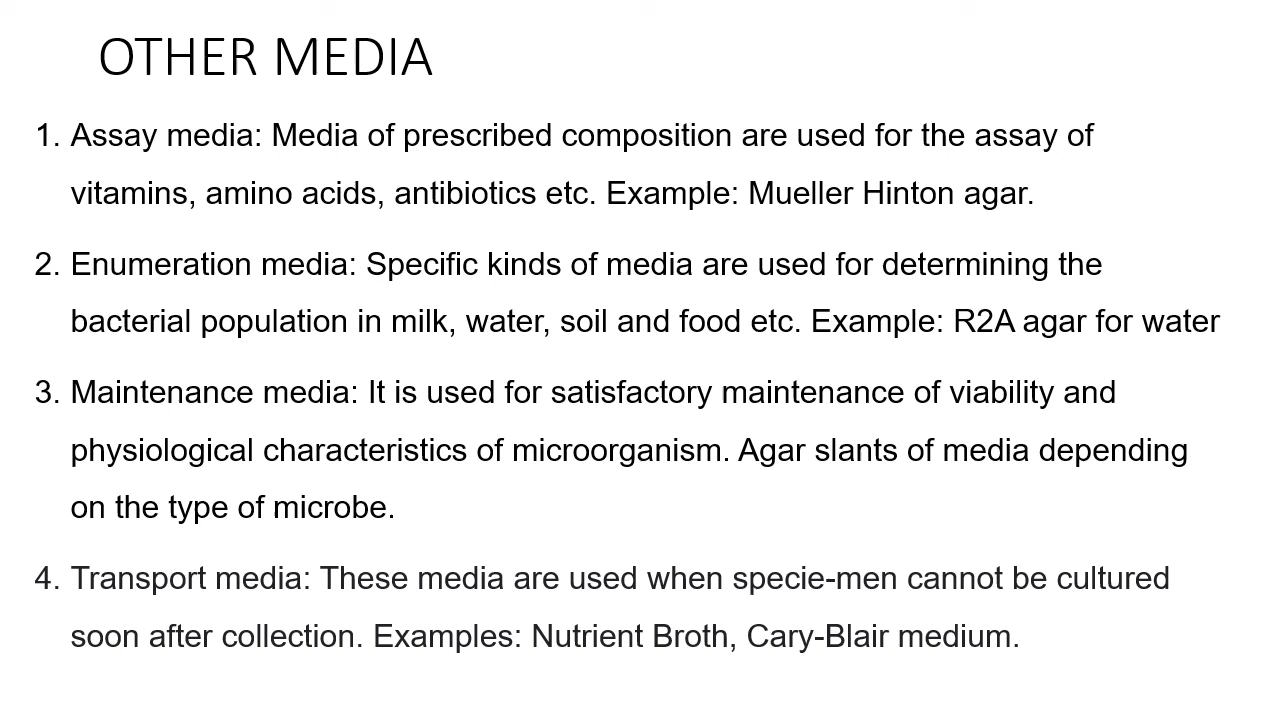 OTHER MEDIA
1. Assay media: Media of prescribed composition are used for the assay of
vitamins, amino acids, antibiotics etc. Example: Mueller Hinton agar.
2. Enumeration media: Specific kinds of media are used for determining the
bacterial population in milk, water, soil and food etc. Example: R2A agar for water
3. Maintenance media: It is used for satisfactory maintenance of viability and
physiological characteristics of microorganism. Agar slants of media depending
on the type of microbe.
4. Transport media: These media are used when specie-men cannot be cultured
soon after collection. Examples: Nutrient Broth, Cary-Blair medium.